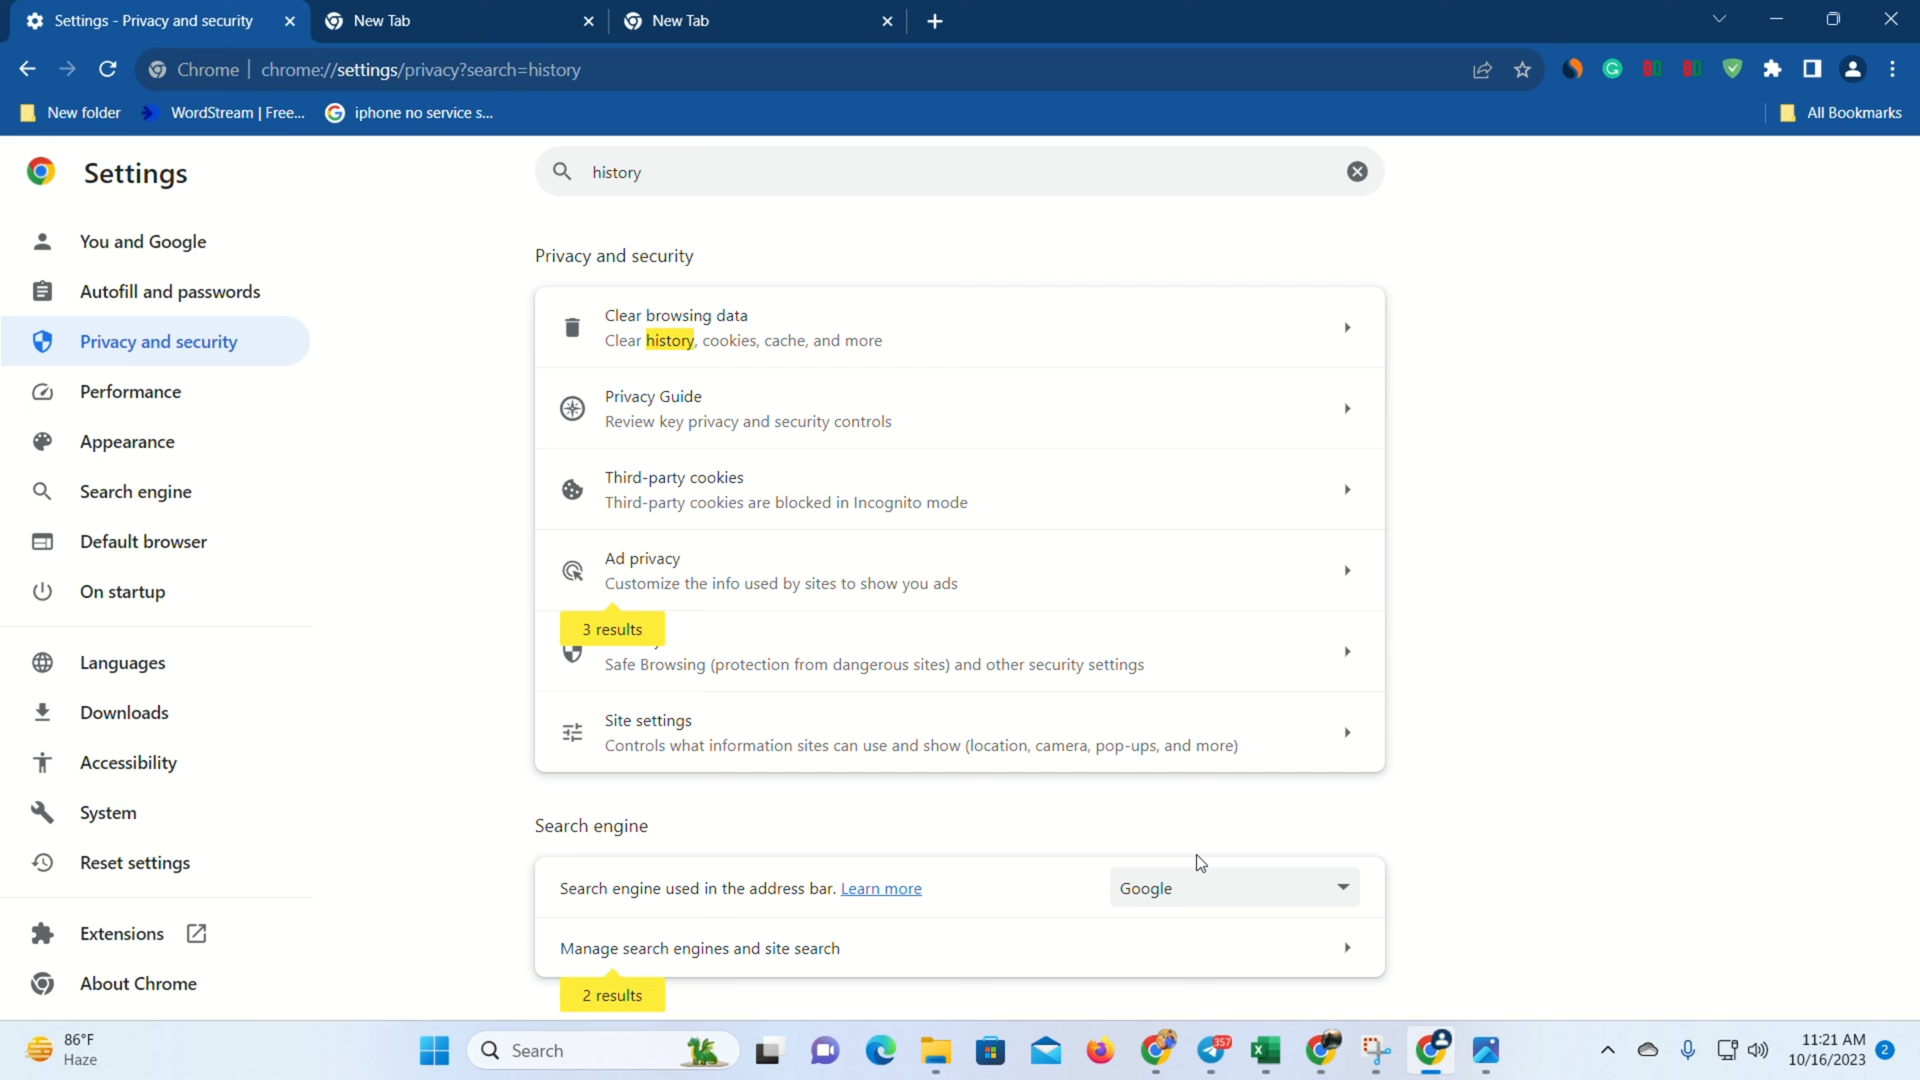 Settings - Privacy and security
New Tab
New Tab
Chrome
chrome://settings/privacy?search=history
New folder
WordStream | Free...
iphone no service s...
All Bookmarks
Settings
history
You and Google
Autofill and passwords
Privacy and security
Performance
Appearance
Search engine
Default browser
On startup
Languages
Downloads
Accessibility
System
Reset settings
Extensions
About Chrome
Privacy and security
Clear browsing data
Clear history, cookies, cache, and more
Privacy Guide
Review key privacy and security controls
Third-party cookies
Third-party cookies are blocked in Incognito mode
Ad privacy
Customize the info used by sites to show you ads
3 results
Safe Browsing (protection from dangerous sites) and other security settings
Site settings
Controls what information sites can use and show (location, camera, pop-ups, and more)
Search engine
Search engine used in the address bar. Learn more
Google
Manage search engines and site search
2 results
86°F
Haze
Search
357
11:21 AM
10/16/2023
2